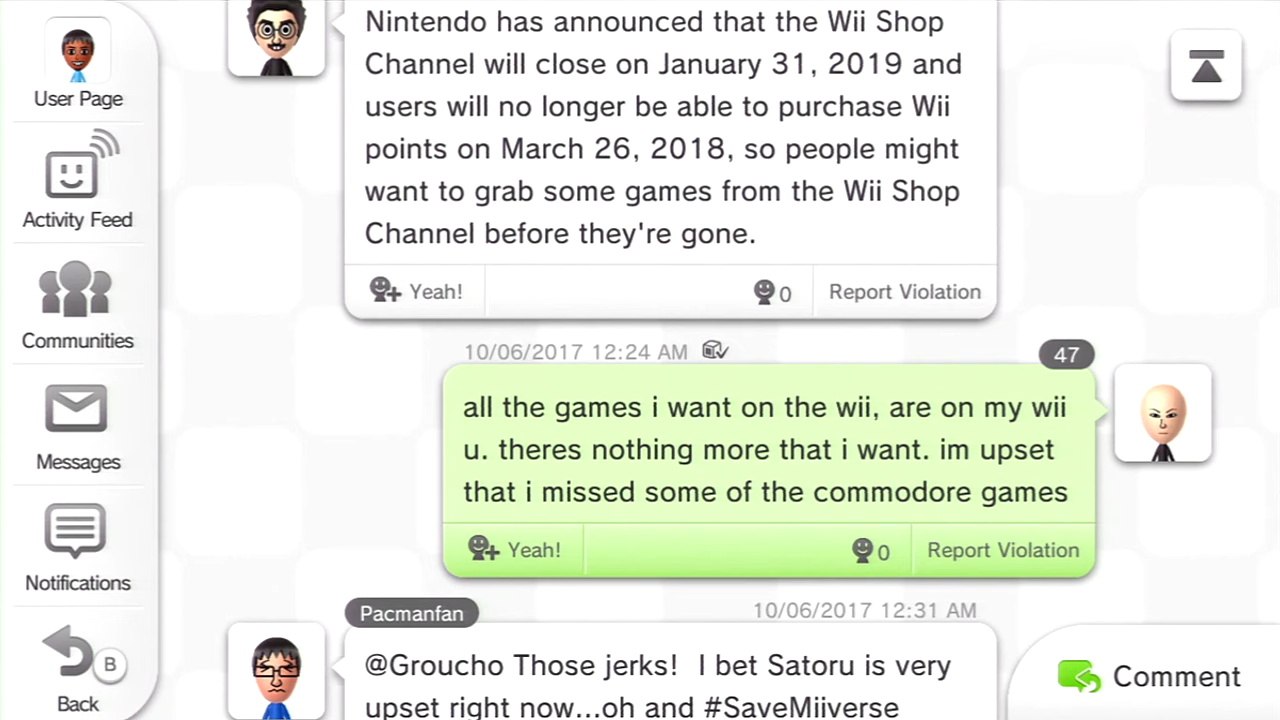 User Page
Activity Feed
Communities
Messages
Notifications
B
Back
Nintendo has announced that the Wii Shop
Channel will close on January 31, 2019 and
users will no longer be able to purchase Wii
points on March 26, 2018, so people might
want to grab some games from the Wii Shop
Channel before they're gone.
Yeah!
0
Report Violation
10/06/2017 12:24 AM
47
all the games i want on the wii, are on my wii
u. theres nothing more that i want. im upset
that i missed some of the commodore games
Yeah!
0
Report Violation
Pacmanfan
10/06/2017 12:31 AM
@Groucho Those jerks! I bet Satoru is very
upset right now...oh and #SaveMiiverse
Comment